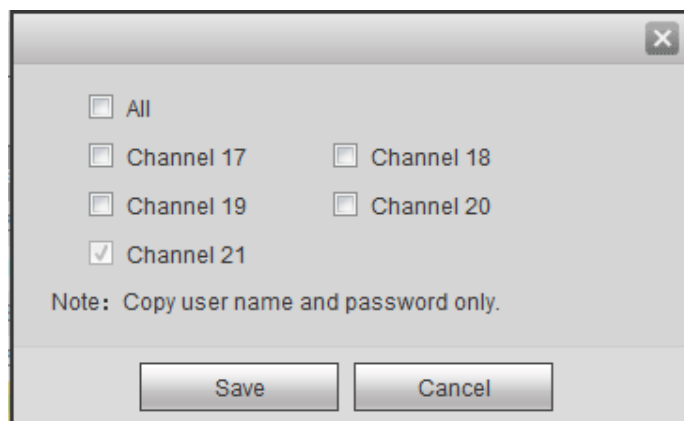 All
Channel 17 Channel 18
Channel 19 Channel 20
Channel 21
Note： Copy user name and password only.
Save Cancel